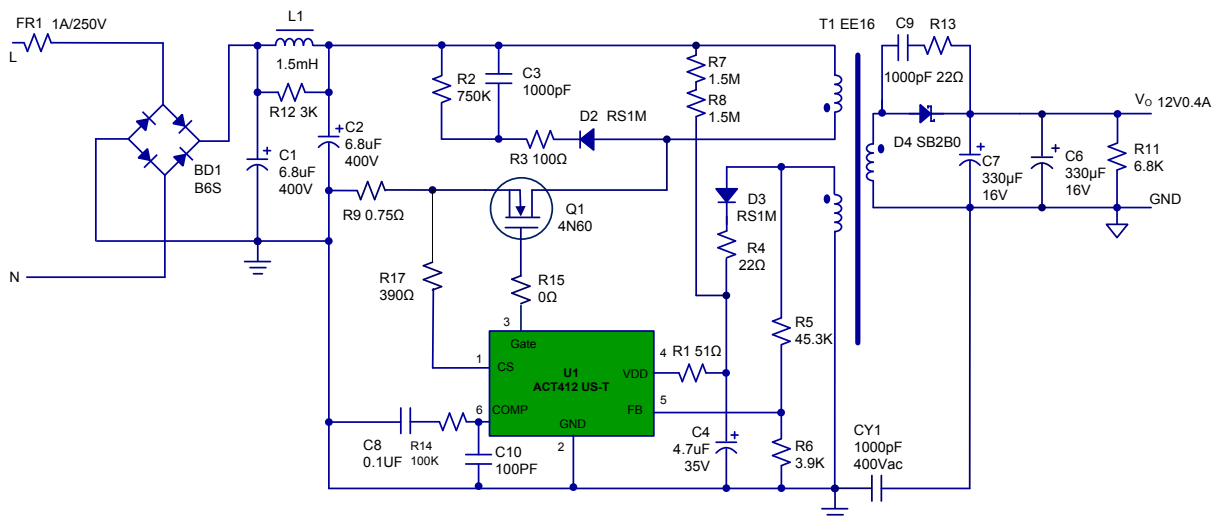 FR1 1A/250V
L
L1
1.5mH
R12 3K
C1
6.8uF
400V
C2
6.8uF
400V
BD1
B6S
N
R2
750K
C3
1000pF
R3 100Ω
D2 RS1M
R7
1.5M
R8
1.5M
T1 EE16
C9
R13
1000pF 22Ω
D4 SB2B0
VO 12V0.4A
C7
330µF
16V
C6
330µF
16V
R11
6.8K
GND
R9 0.75Ω
Q1
4N60
D3
RS1M
R4
22Ω
R17
390Ω
R15
0Ω
R5
45.3K
3
Gate
1
CS
U1
ACT412 US-T
4
VDD
R1 51Ω
5
FB
6
COMP
GND
2
C8
0.1UF
R14
100K
C10
100PF
C4
4.7uF
35V
R6
3.9K
CY1
1000pF
400Vac